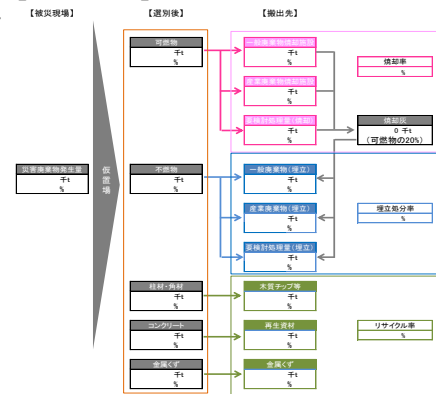 【被災現場】
【選別後】
【搬出先】
可燃物
千t
%
一般廃棄物焼却施設
千t
%
焼却率
%
産業廃棄物焼却施設
千t
%
要検討処理量(焼却)
千t
%
焼却灰
0 千t
(可燃物の20%)
災害廃棄物発生量
千t
%
仮置場
不燃物
千t
%
一般廃棄物(埋立)
千t
%
産業廃棄物(埋立)
千t
%
埋立処分率
%
要検討処理量(埋立)
千t
%
柱材・角材
千t
%
木質チップ等
千t
%
コンクリート
千t
%
再生資材
千t
%
リサイクル率
%
金属くず
千t
%
金属くず
千t
%